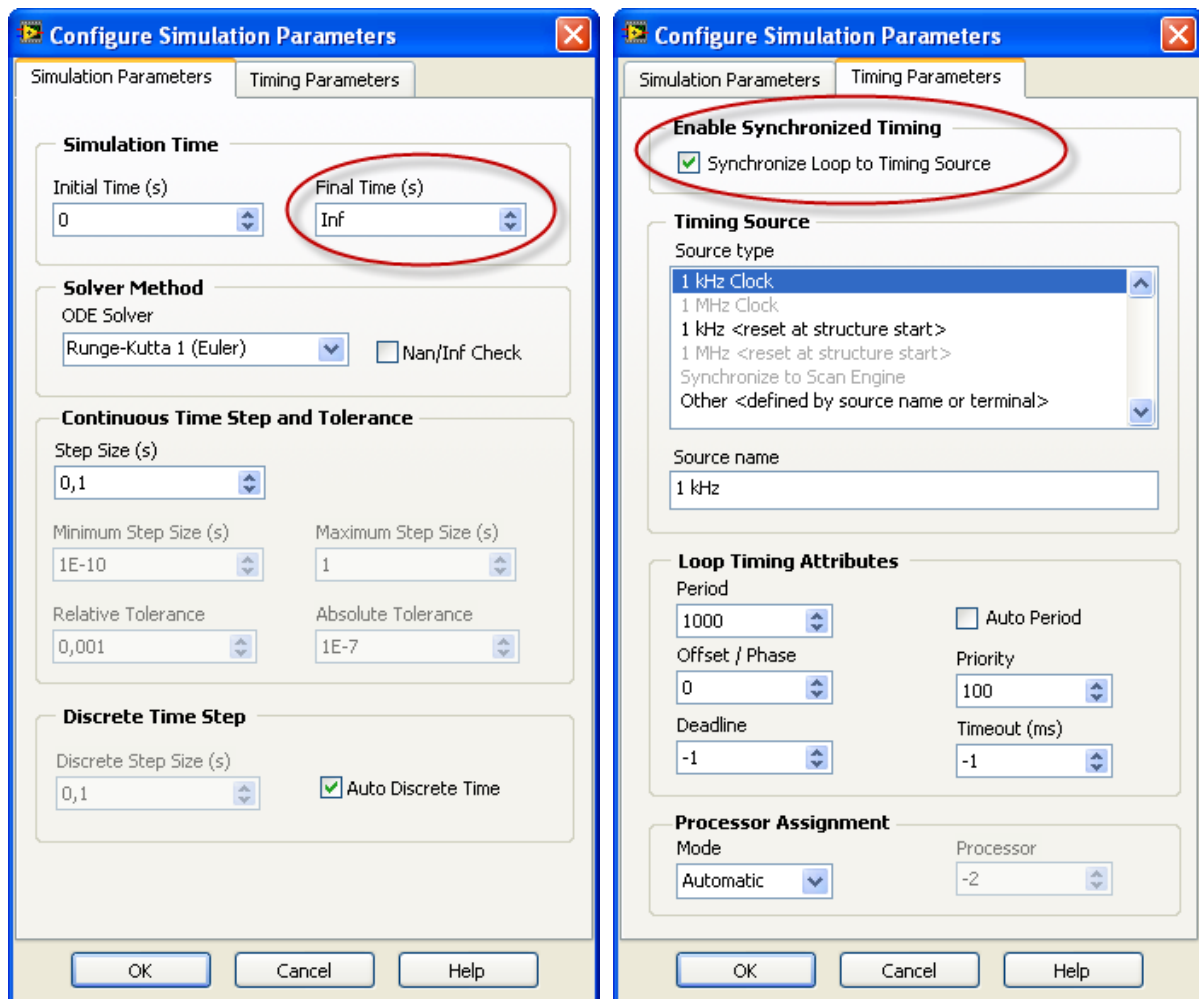 Configure Simulation Parameters
Simulation Parameters Timing Parameters
Simulation Time
Initial Time (s) Final Time (s)
0 Inf
Solver Method
ODE Solver
Runge-Kutta 1 (Euler) Nan/Inf Check
Continuous Time Step and Tolerance
Step Size (s)
0,1
Minimum Step Size (s) Maximum Step Size (s)
1E-10 1
Relative Tolerance Absolute Tolerance
0,001 1E-7
Discrete Time Step
Discrete Step Size (s)
0,1 Auto Discrete Time
OK Cancel Help
Configure Simulation Parameters
Simulation Parameters Timing Parameters
Enable Synchronized Timing
Synchronize Loop to Timing Source
Timing Source
Source type
1 kHz Clock
1 MHz Clock
1 kHz <reset at structure start>
1 MHz <reset at structure start>
Synchronize to Scan Engine
Other <defined by source name or terminal>
Source name
1 kHz
Loop Timing Attributes
Period
1000 Auto Period
Offset / Phase Priority
0 100
Deadline Timeout (ms)
-1 -1
Processor Assignment
Mode Processor
Automatic -2
OK Cancel Help